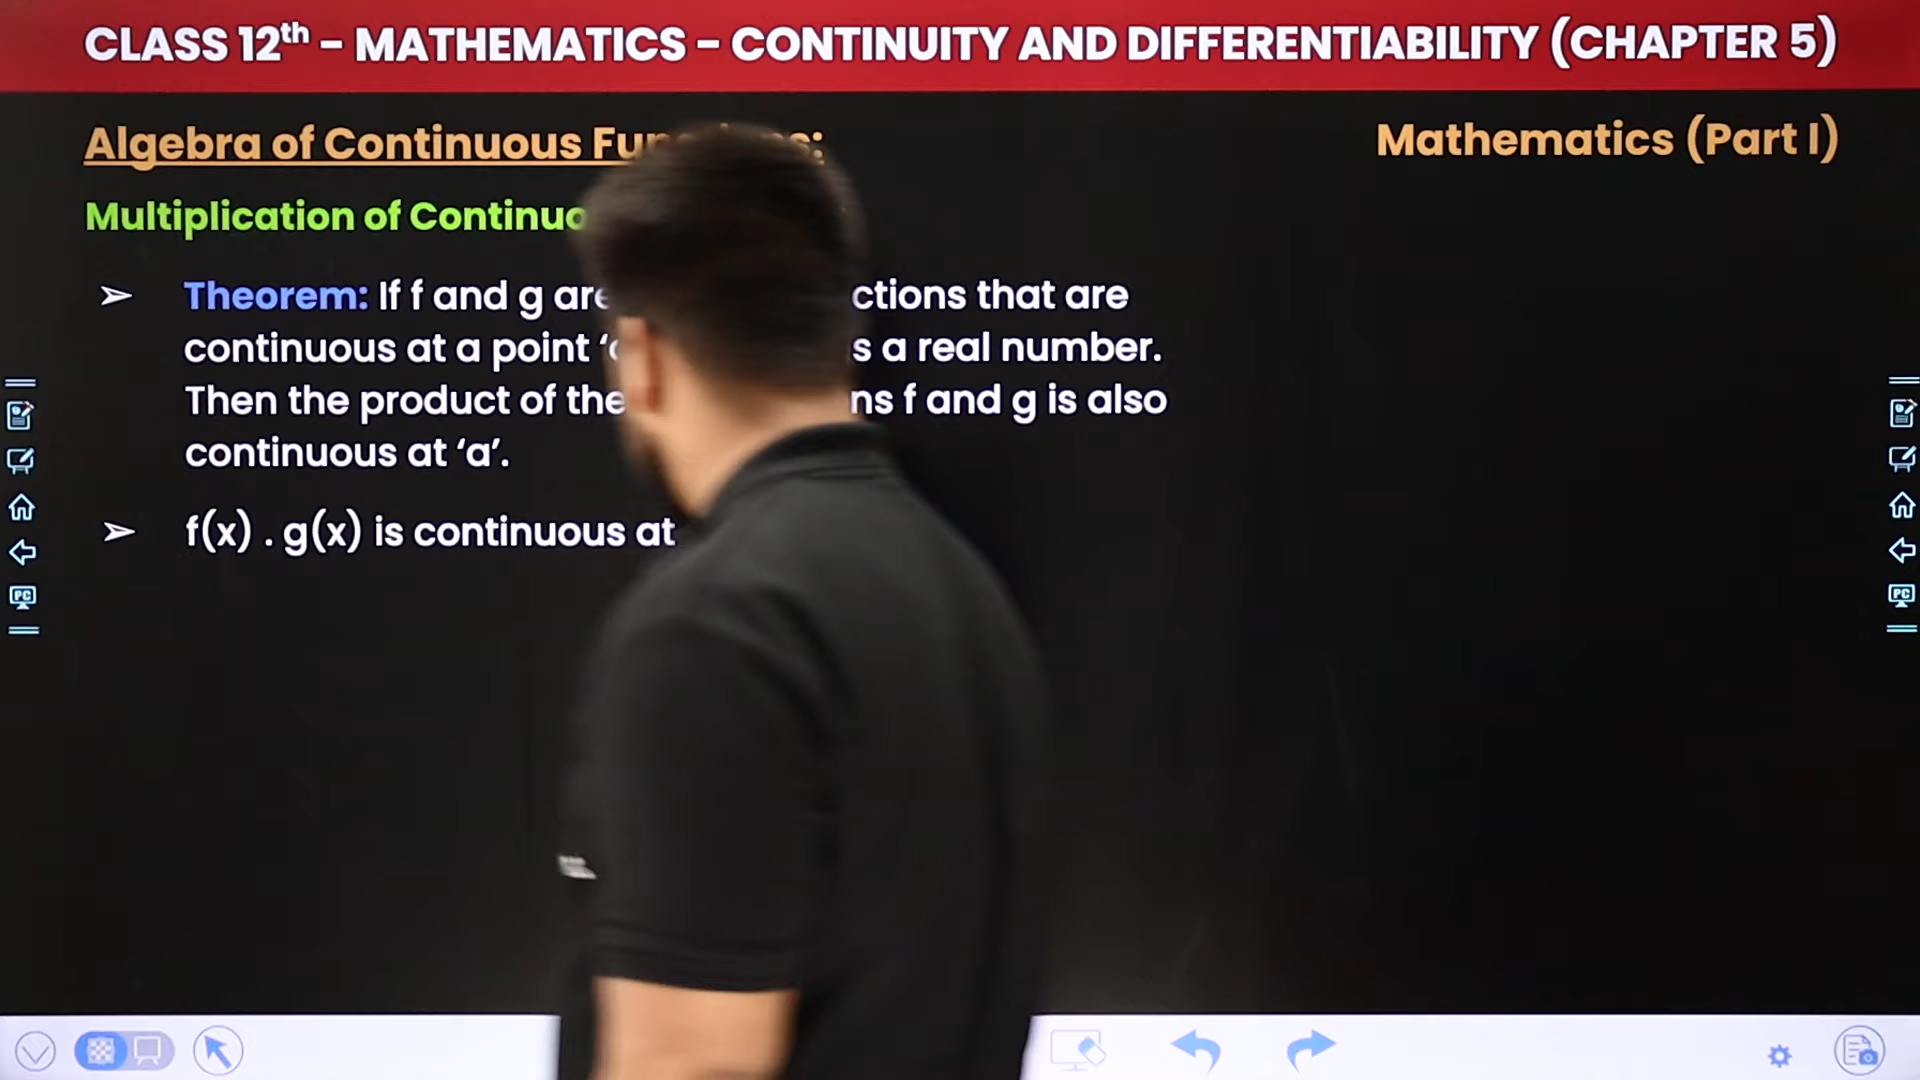 CLASS 12th – MATHEMATICS – CONTINUITY AND DIFFERENTIABILITY (CHAPTER 5)
Algebra of Continuous
Mathematics (Part I)
Multiplication of
Theorem: If f and g are ctions that are
continuous at a point s a real number.
Then the product of the ns f and g is also
continuous at ‘a’.
f(x) . g(x) is continuous at
PC
PC